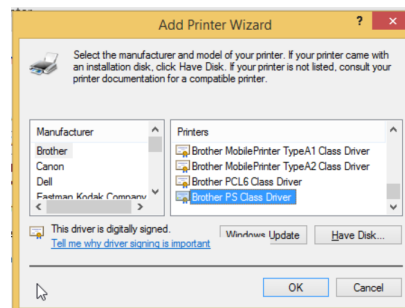 Add Printer Wizard
?
Select the manufacturer and model of your printer. If your printer came with
an installation disk, click Have Disk. If your printer is not listed, consult your
printer documentation for a compatible printer.
Manufacturer
Brother
Canon
Dell
Eastman Kodak Company
Printers
Brother MobilePrinter TypeA1 Class Driver
Brother MobilePrinter TypeA2 Class Driver
Brother PCL6 Class Driver
Brother PS Class Driver
This driver is digitally signed.
Tell me why driver signing is important
Windows Update
Have Disk...
OK
Cancel